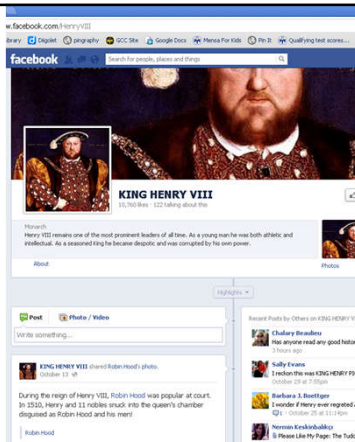 w.facebook.com/HenryVIII
brary Diigolet pingraphy GCC Site Google Docs Mensa For Kids Pin It Qualifying test scores...
facebook Search for people, places and things
KING HENRY VIII
10,760 likes · 122 talking about this
Monarch
Henry VIII remains one of the most prominent leaders of all time. As a young man he was both athletic and
intellectual. As a seasoned King he became despotic and was corrupted by his own power.
About
Photos
Highlights
Post Photo / Video
Write something...
KING HENRY VIII shared Robin Hood's photo.
October 13
During the reign of Henry VIII, Robin Hood was popular at court.
In 1510, Henry and 11 nobles snuck into the queen's chamber
disguised as Robin Hood and his men!
Robin Hood
Recent Posts by Others on KING HENRY V
Chalary Beaulieu
Has anyone read any good histor
3 hours ago
Sally Evans
I reckon this was KING HENRY PI
October 29 at 7:55pm
Barbara J. Boettger
I wonder if Henry ever regretted a
1 · October 25 at 11:14pm
Nermin Keskinbalıkçı
Please Like My Page: The Tudo